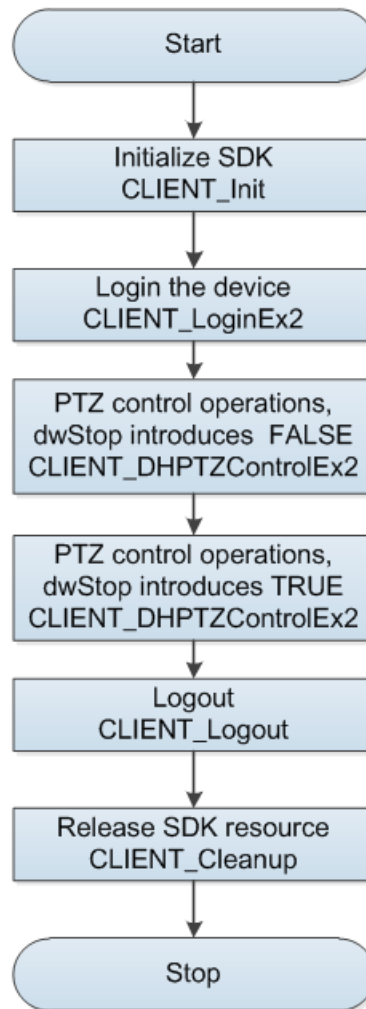 Start
Initialize SDK
CLIENT_Init
Login the device
CLIENT_LoginEx2
PTZ control operations,
dwStop introduces FALSE
CLIENT_DHPTZControlEx2
PTZ control operations,
dwStop introduces TRUE
CLIENT_DHPTZControlEx2
Logout
CLIENT_Logout
Release SDK resource
CLIENT_Cleanup
Stop